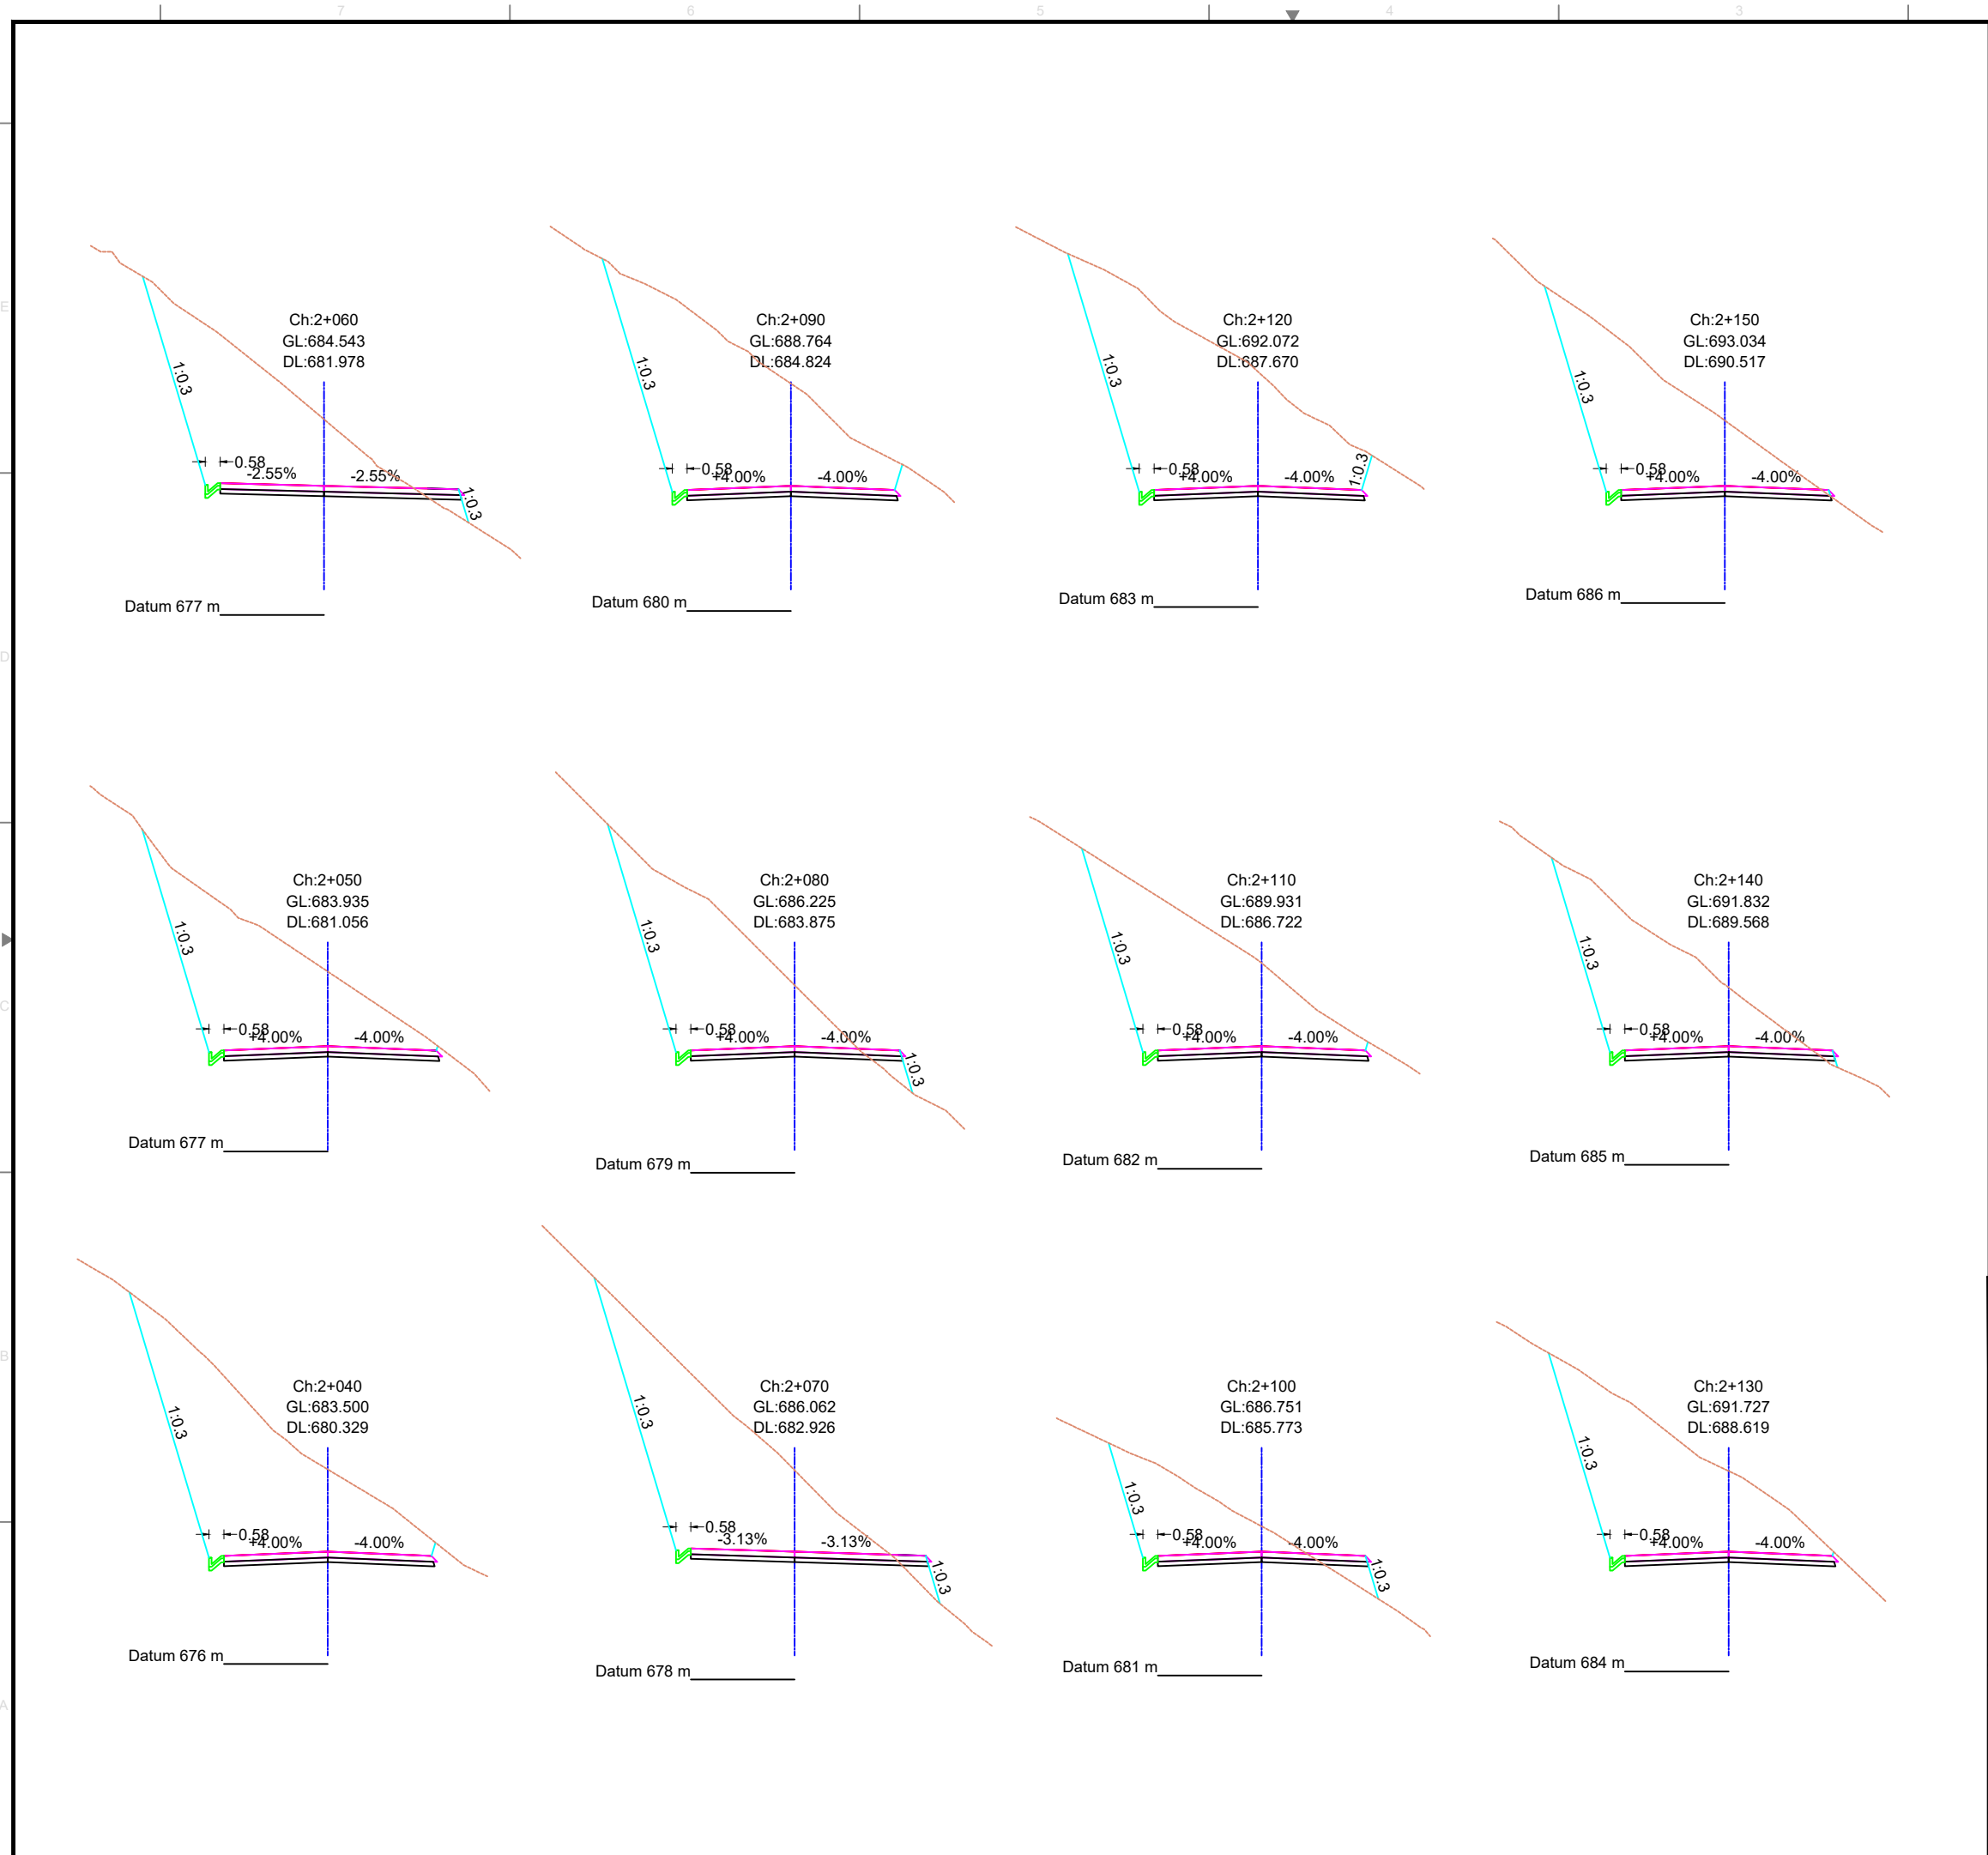 7 6 5 4 3
E
D
C
B
A
Ch:2+060
GL:684.543
DL:681.978
1:0.3
0.58
-2.55%
-2.55%
1:0.3
Datum 677 m
Ch:2+090
GL:688.764
DL:684.824
1:0.3
0.58
+4.00%
-4.00%
Datum 680 m
Ch:2+120
GL:692.072
DL:687.670
1:0.3
0.58
+4.00%
-4.00%
1:0.3
Datum 683 m
Ch:2+150
GL:693.034
DL:690.517
1:0.3
0.58
+4.00%
-4.00%
Datum 686 m
Ch:2+050
GL:683.935
DL:681.056
1:0.3
0.58
+4.00%
-4.00%
Datum 677 m
Ch:2+080
GL:686.225
DL:683.875
1:0.3
0.58
+4.00%
-4.00%
1:0.3
Datum 679 m
Ch:2+110
GL:689.931
DL:686.722
1:0.3
0.58
+4.00%
-4.00%
Datum 682 m
Ch:2+140
GL:691.832
DL:689.568
1:0.3
0.58
+4.00%
-4.00%
Datum 685 m
Ch:2+040
GL:683.500
DL:680.329
1:0.3
0.58
+4.00%
-4.00%
Datum 676 m
Ch:2+070
GL:686.062
DL:682.926
1:0.3
0.58
-3.13%
-3.13%
1:0.3
Datum 678 m
Ch:2+100
GL:686.751
DL:685.773
1:0.3
0.58
+4.00%
-4.00%
1:0.3
Datum 681 m
Ch:2+130
GL:691.727
DL:688.619
1:0.3
0.58
+4.00%
-4.00%
Datum 684 m